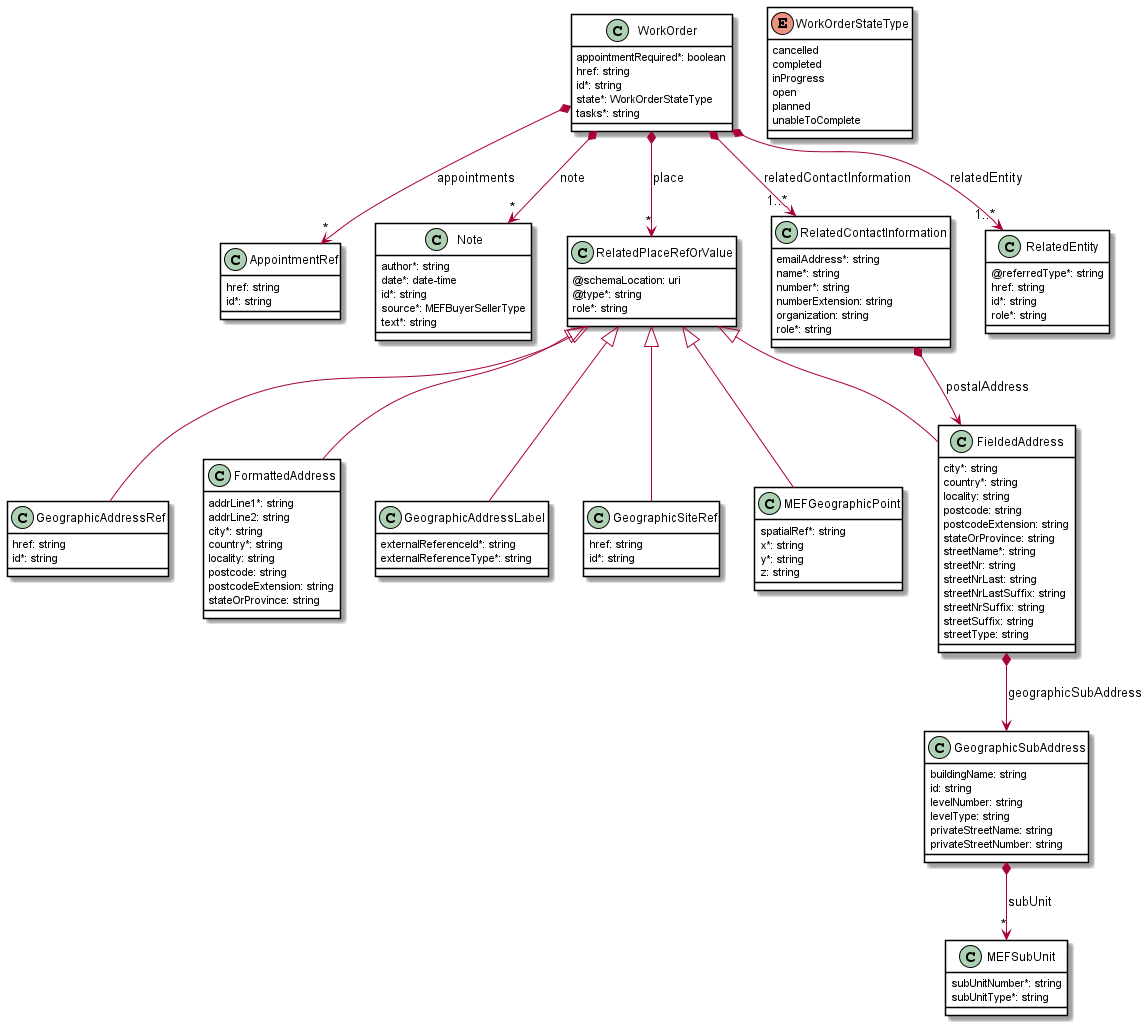 C WorkOrder
appointmentRequired*: boolean
href: string
id*: string
state*: WorkOrderStateType
tasks*: string
E WorkOrderStateType
cancelled
completed
inProgress
open
planned
unableToComplete
appointments
note
place
relatedContactInformation
relatedEntity
*
*
*
1..*
1..*
C AppointmentRef
href: string
id*: string
C Note
author*: string
date*: date-time
id*: string
source*: MEFBuyerSellerType
text*: string
C RelatedPlaceRefOrValue
@schemaLocation: uri
@type*: string
role*: string
C RelatedContactInformation
emailAddress*: string
name*: string
number*: string
numberExtension: string
organization: string
role*: string
C RelatedEntity
@referredType*: string
href: string
id*: string
role*: string
postalAddress
C GeographicAddressRef
href: string
id*: string
C FormattedAddress
addrLine1*: string
addrLine2: string
city*: string
country*: string
locality: string
postcode: string
postcodeExtension: string
stateOrProvince: string
C GeographicAddressLabel
externalReferenceId*: string
externalReferenceType*: string
C GeographicSiteRef
href: string
id*: string
C MEFGeographicPoint
spatialRef*: string
x*: string
y*: string
z: string
C FieldedAddress
city*: string
country*: string
locality: string
postcode: string
postcodeExtension: string
stateOrProvince: string
streetName*: string
streetNr: string
streetNrLast: string
streetNrLastSuffix: string
streetNrSuffix: string
streetSuffix: string
streetType: string
geographicSubAddress
C GeographicSubAddress
buildingName: string
id: string
levelNumber: string
levelType: string
privateStreetName: string
privateStreetNumber: string
subUnit
*
C MEFSubUnit
subUnitNumber*: string
subUnitType*: string